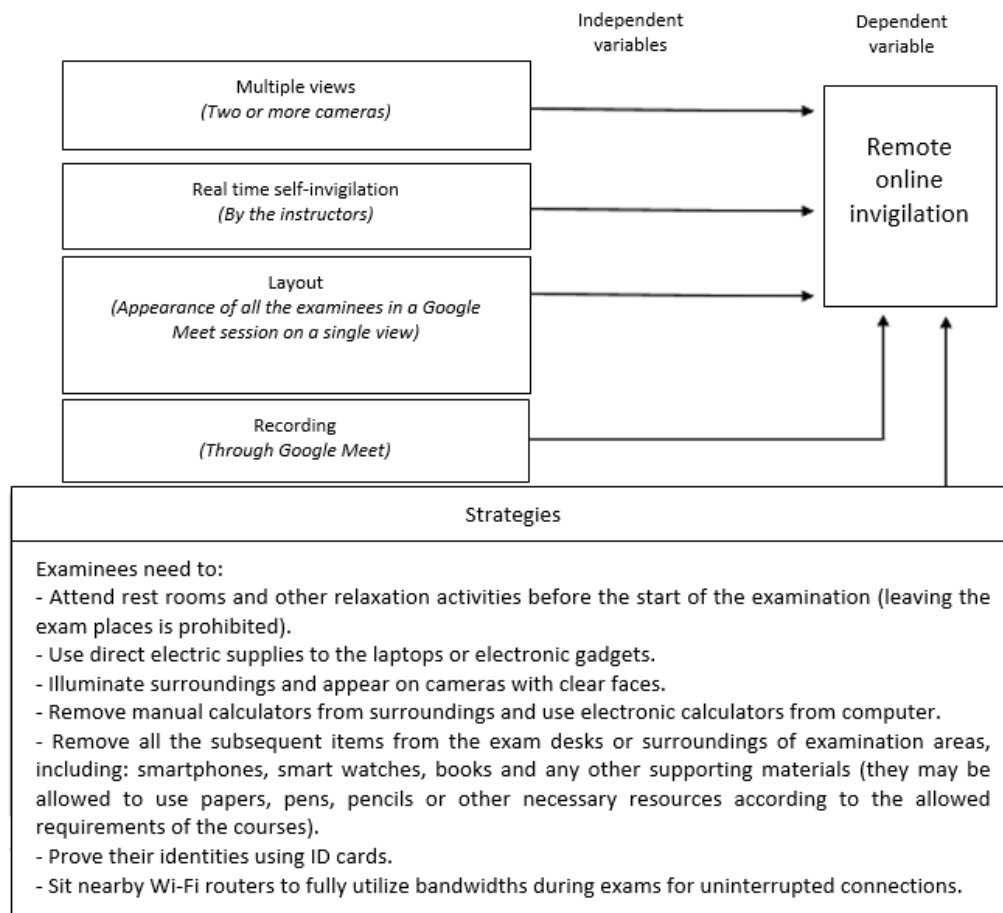 Independent
variables
Dependent
variable
Multiple views
(Two or more cameras)
Real time self-invigilation
(By the instructors)
Layout
(Appearance of all the examinees in a Google
Meet session on a single view)
Recording
(Through Google Meet)
Remote
online
invigilation
Strategies
Examinees need to:
- Attend rest rooms and other relaxation activities before the start of the examination (leaving the
exam places is prohibited).
- Use direct electric supplies to the laptops or electronic gadgets.
- Illuminate surroundings and appear on cameras with clear faces.
- Remove manual calculators from surroundings and use electronic calculators from computer.
- Remove all the subsequent items from the exam desks or surroundings of examination areas,
including: smartphones, smart watches, books and any other supporting materials (they may be
allowed to use papers, pens, pencils or other necessary resources according to the allowed
requirements of the courses).
- Prove their identities using ID cards.
- Sit nearby Wi-Fi routers to fully utilize bandwidths during exams for uninterrupted connections.